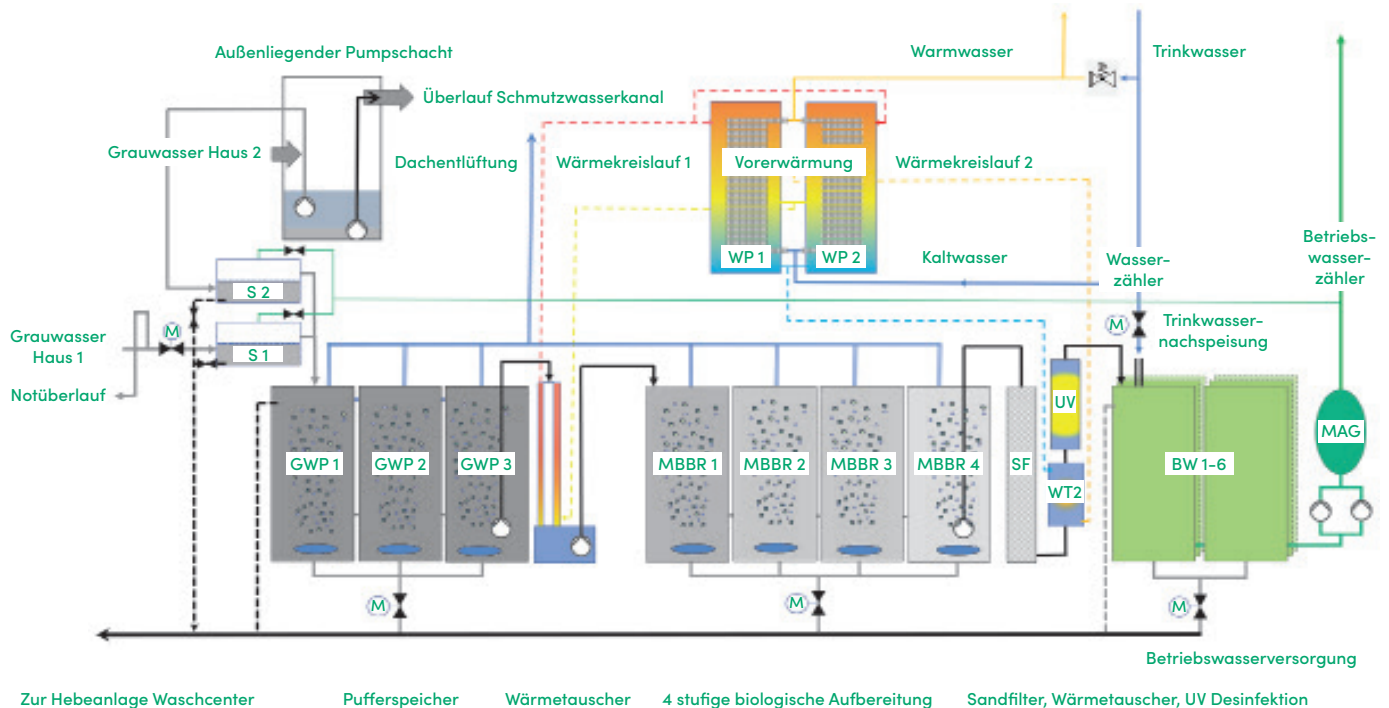 Außenliegender Pumpschacht
Warmwasser
Trinkwasser
Überlauf Schmutzwasserkanal
Grauwasser Haus 2
Dachentlüftung
Wärmekreislauf 1
Vorerwärmung
Wärmekreislauf 2
WP 1
WP 2
Kaltwasser
Wasser-
zähler
Betriebs-
wasser-
zähler
S 2
S 1
M
Grauwasser
Haus 1
Notüberlauf
M
Trinkwasser-
nachspeisung
GWP 1
GWP 2
GWP 3
MBBR 1
MBBR 2
MBBR 3
MBBR 4
SF
UV
WT2
BW 1-6
MAG
M
M
M
Betriebswasserversorgung
Zur Hebeanlage Waschcenter
Pufferspeicher
Wärmetauscher
4 stufige biologische Aufbereitung
Sandfilter, Wärmetauscher, UV Desinfektion